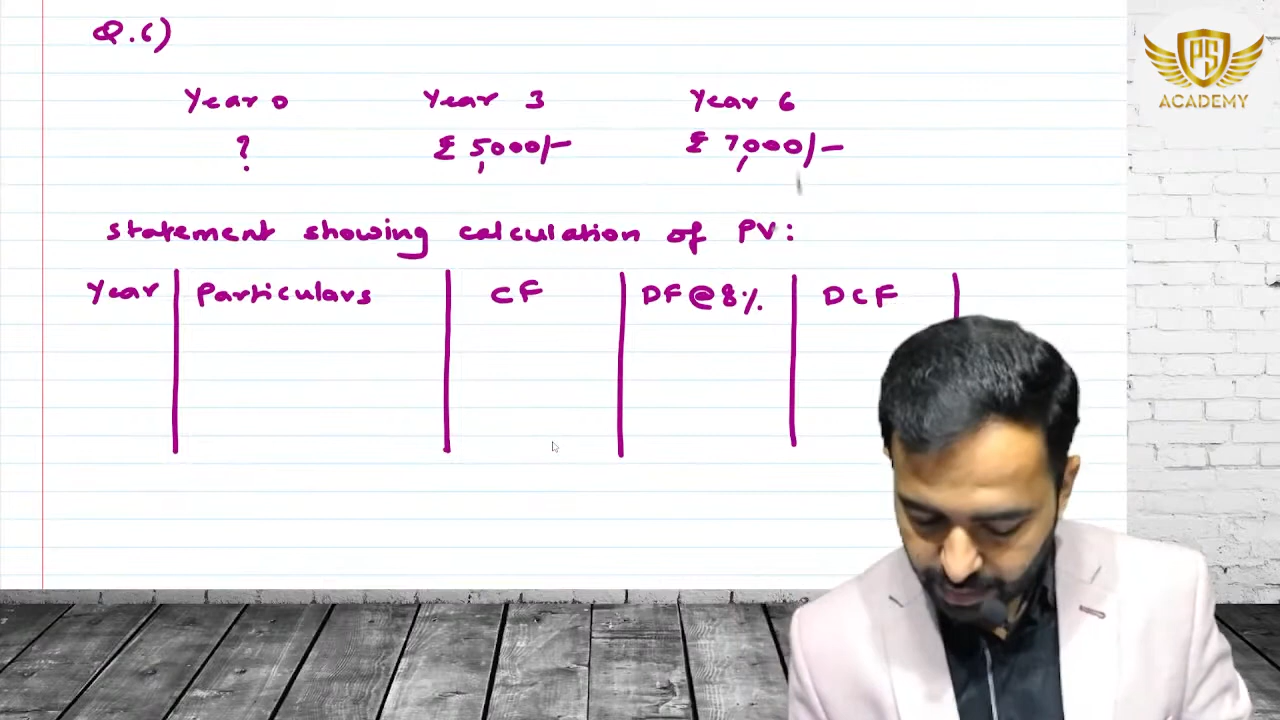 Q.6)
PS
ACADEMY
Year 0 Year 3 Year 6
? ₹ 5,000/- ₹ 7,000/-
statement showing calculation of PV:
Year Particulars CF DF@8% DCF